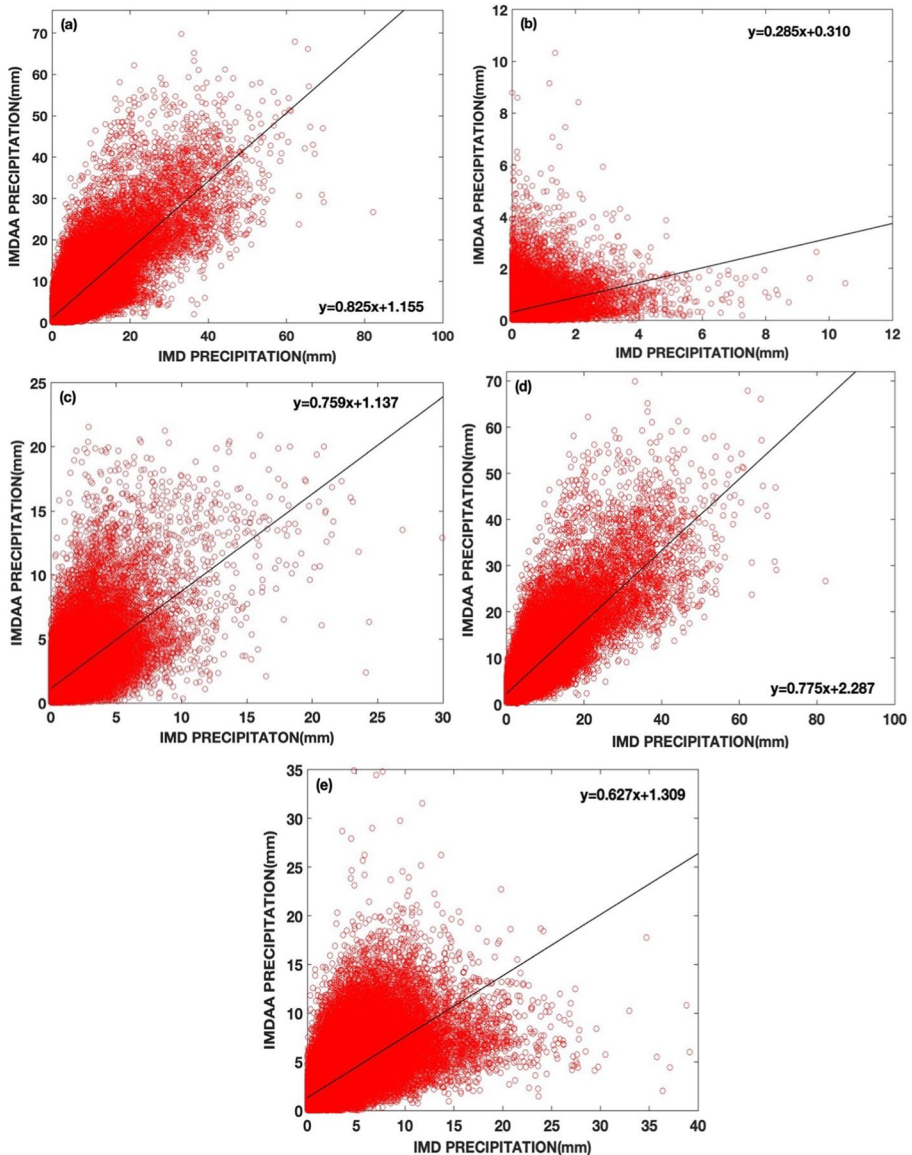 (a)
70
60
50
40
30
20
10
0
IMDAA PRECIPITATION(mm)
y=0.825x+1.155
0 20 40 60 80 100
IMD PRECIPITATION(mm)
(b)
y=0.285x+0.310
12
10
8
6
4
2
0
IMDAA PRECIPITATION(mm)
0 2 4 6 8 10 12
IMD PRECIPITATION(mm)
(c)
y=0.759x+1.137
25
20
15
10
5
0
IMDAA PRECIPITATION(mm)
0 5 10 15 20 25 30
IMD PRECIPITATON(mm)
(d)
70
60
50
40
30
20
10
0
IMDAA PRECIPITATION(mm)
y=0.775x+2.287
0 20 40 60 80 100
IMD PRECIPITATION(mm)
(e)
y=0.627x+1.309
35
30
25
20
15
10
5
0
IMDAA PRECIPITATION(mm)
0 5 10 15 20 25 30 35 40
IMD PRECIPITATION(mm)